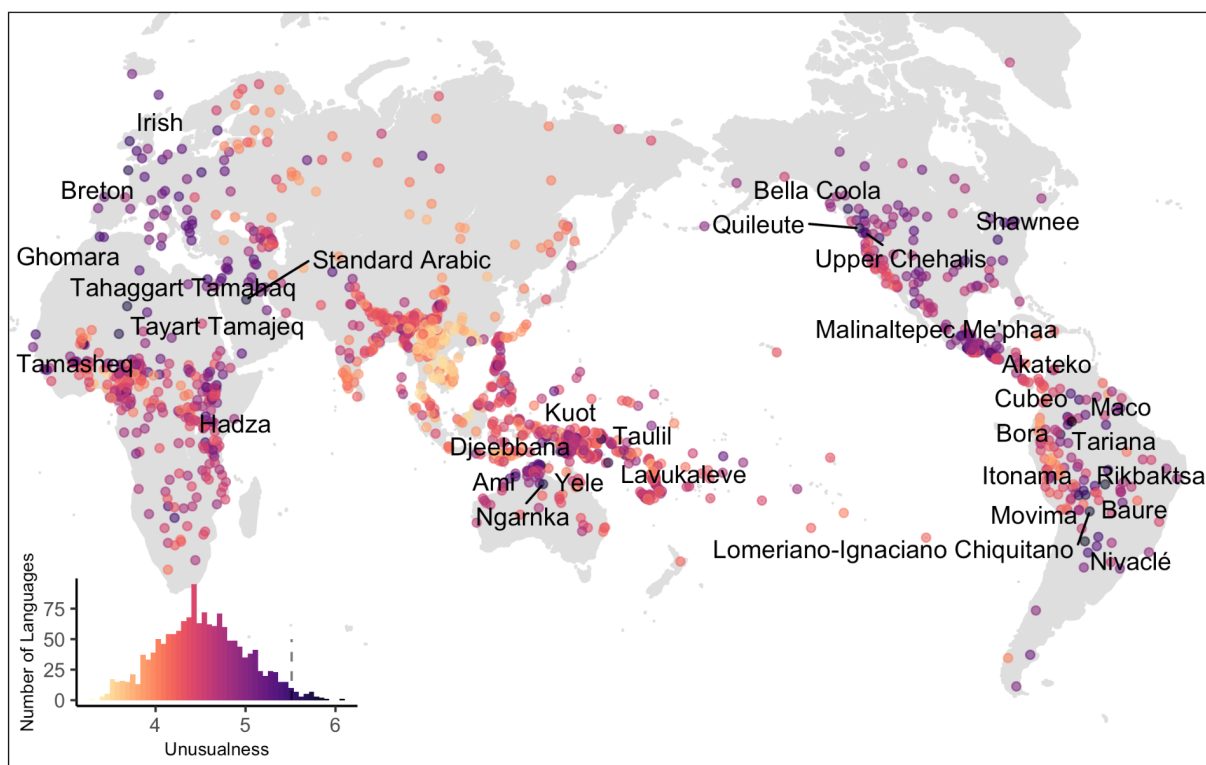 Irish
Breton
Bella Coola
Quileute
Shawnee
Ghomara
Standard Arabic
Upper Chehalis
Tahaggart Tamahaq
Tayart Tamajeq
Malinaltepec Me'phaa
Tamasheq
Akateko
Cubeo
Maco
Kuot
Hadza
Bora
Taulil
Tariana
Djeebbana
Lavukaleve
Itonama
Rikbaktsa
Ami
Yele
Ngarnka
Movima
Baure
Lomeriano-Ignaciano Chiquitano
Nivaclé
Number of Languages
75
50
25
0
4
5
6
Unusualness